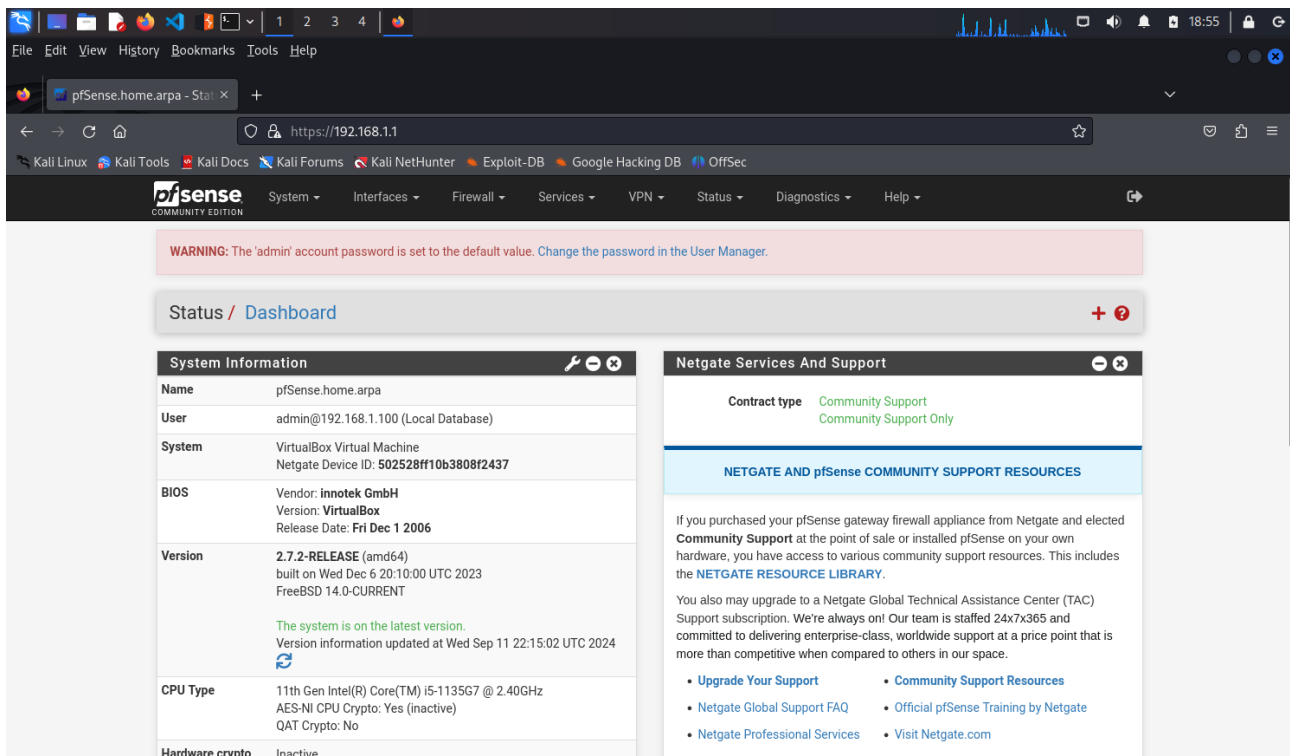 1 2 3 4
18:55
File Edit View History Bookmarks Tools Help
pfSense.home.arpa - Stat
https://192.168.1.1
Kali Linux Kali Tools Kali Docs Kali Forums Kali NetHunter Exploit-DB Google Hacking DB OffSec
pfsense COMMUNITY EDITION
System Interfaces Firewall Services VPN Status Diagnostics Help
WARNING: The 'admin' account password is set to the default value. Change the password in the User Manager.
Status / Dashboard
System Information
Name pfSense.home.arpa
User admin@192.168.1.100 (Local Database)
System VirtualBox Virtual Machine
Netgate Device ID: 502528ff10b3808f2437
BIOS Vendor: innotek GmbH
Version: VirtualBox
Release Date: Fri Dec 1 2006
Version 2.7.2-RELEASE (amd64)
built on Wed Dec 6 20:10:00 UTC 2023
FreeBSD 14.0-CURRENT
The system is on the latest version.
Version information updated at Wed Sep 11 22:15:02 UTC 2024
CPU Type 11th Gen Intel(R) Core(TM) i5-1135G7 @ 2.40GHz
AES-NI CPU Crypto: Yes (inactive)
QAT Crypto: No
Hardware crypto Inactive
Netgate Services And Support
Contract type Community Support
Community Support Only
NETGATE AND pfSense COMMUNITY SUPPORT RESOURCES
If you purchased your pfSense gateway firewall appliance from Netgate and elected
Community Support at the point of sale or installed pfSense on your own
hardware, you have access to various community support resources. This includes
the NETGATE RESOURCE LIBRARY.
You also may upgrade to a Netgate Global Technical Assistance Center (TAC)
Support subscription. We're always on! Our team is staffed 24x7x365 and
committed to delivering enterprise-class, worldwide support at a price point that is
more than competitive when compared to others in our space.
• Upgrade Your Support • Community Support Resources
• Netgate Global Support FAQ • Official pfSense Training by Netgate
• Netgate Professional Services • Visit Netgate.com